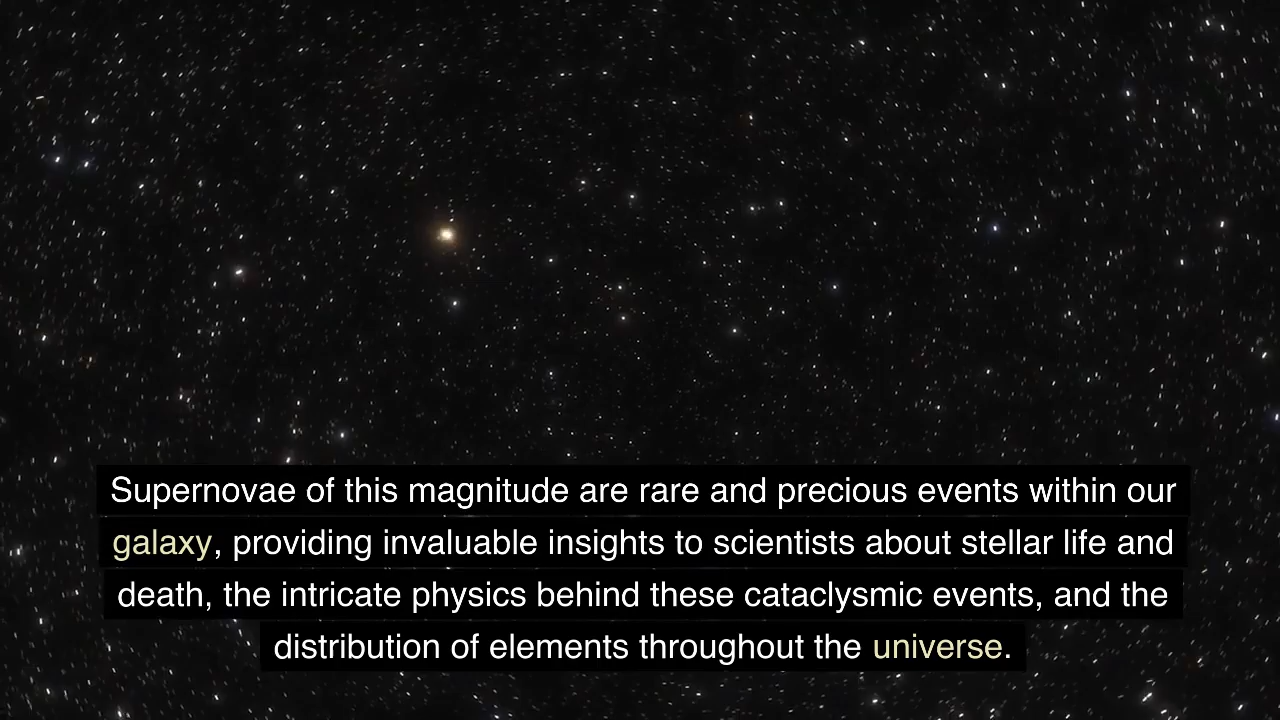 Supernovae of this magnitude are rare and precious events within our
galaxy, providing invaluable insights to scientists about stellar life and
death, the intricate physics behind these cataclysmic events, and the
distribution of elements throughout the universe.